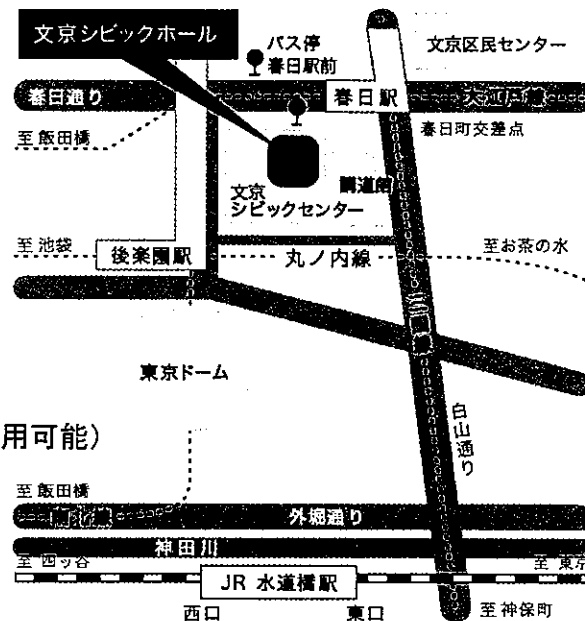 文京シビックホール
バス停
春日駅前
文京区民センター
春日通り
春日駅
大江戸線
至 飯田橋
春日町交差点
講道館
文京
シビックセンター
至 池袋
後楽園駅
丸ノ内線
至お茶の水
三田線
東京ドーム
白山通り
用可能）
至 飯田橋
南北線
外堀通り
神田川
至 四ッ谷
至 東京
JR 水道橋駅
西口
東口
至 神保町